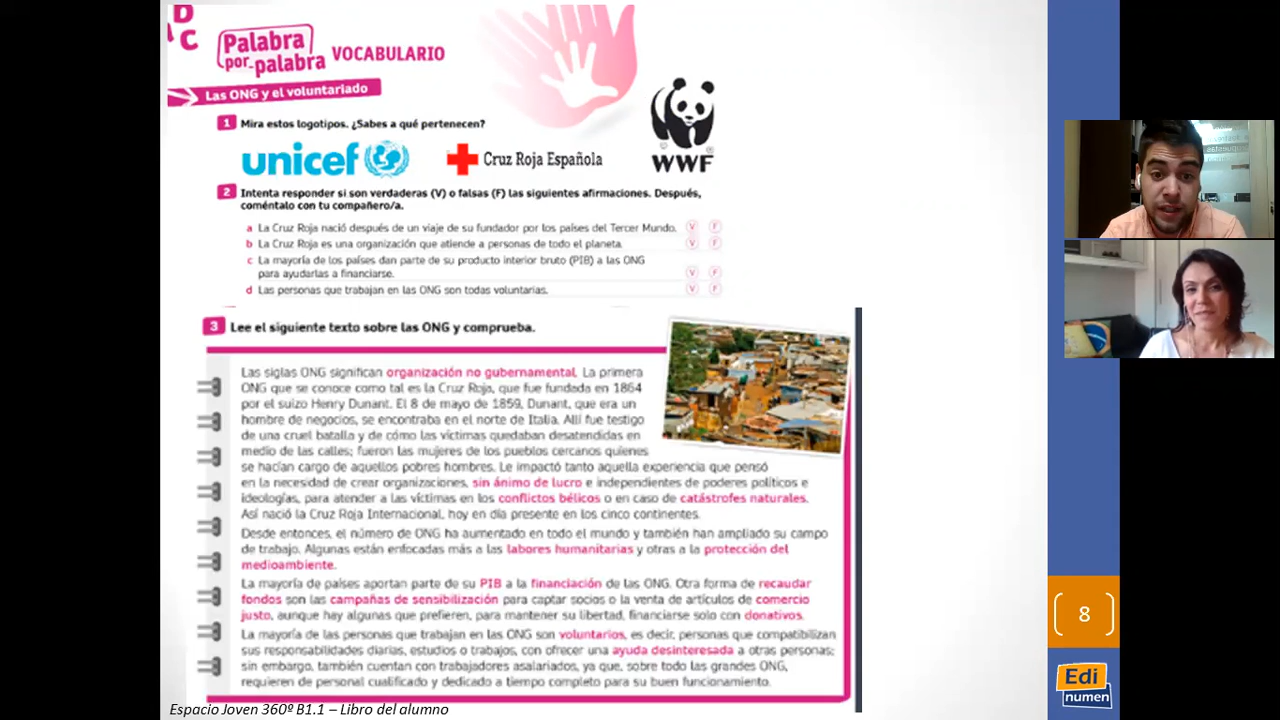 D
C
Palabra
por palabra VOCABULARIO
Las ONG y el voluntariado
1 Mira estos logotipos. ¿Sabes a qué pertenecen?
unicef
Cruz Roja Española
WWF
2 Intenta responder si son verdaderas (V) o falsas (F) las siguientes afirmaciones. Después,
coméntalo con tu compañero/a.
a La Cruz Roja nació después de un viaje de su fundador por los países del Tercer Mundo. V F
b La Cruz Roja es una organización que atiende a personas de todo el planeta. V F
c La mayoría de los países dan parte de su producto interior bruto (PIB) a las ONG
para ayudarlas a financiarse. V F
d Las personas que trabajan en las ONG son todas voluntarias. V F
3 Lee el siguiente texto sobre las ONG y comprueba.
Las siglas ONG significan organización no gubernamental. La primera
ONG que se conoce como tal es la Cruz Roja, que fue fundada en 1864
por el suizo Henry Dunant. El 8 de mayo de 1859, Dunant, que era un
hombre de negocios, se encontraba en el norte de Italia. Allí fue testigo
de una cruel batalla y de cómo las víctimas quedaban desatendidas en
medio de las calles; fueron las mujeres de los pueblos cercanos quienes
se hacían cargo de aquellos pobres hombres. Le impactó tanto aquella experiencia que pensó
en la necesidad de crear organizaciones, sin ánimo de lucro e independientes de poderes políticos e
ideologías, para atender a las víctimas en los conflictos bélicos o en caso de catástrofes naturales.
Así nació la Cruz Roja Internacional, hoy en día presente en los cinco continentes.
Desde entonces, el número de ONG ha aumentado en todo el mundo y también han ampliado su campo
de trabajo. Algunas están enfocadas más a las labores humanitarias y otras a la protección del
medioambiente.
La mayoría de países aportan parte de su PIB a la financiación de las ONG. Otra forma de recaudar
fondos son las campañas de sensibilización para captar socios o la venta de artículos de comercio
justo, aunque hay algunas que prefieren, para mantener su libertad, financiarse solo con donativos.
La mayoría de las personas que trabajan en las ONG son voluntarios, es decir, personas que compatibilizan
sus responsabilidades diarias, estudios o trabajos, con ofrecer una ayuda desinteresada a otras personas;
sin embargo, también cuentan con trabajadores asalariados, ya que, sobre todo las grandes ONG,
requieren de personal cualificado y dedicado a tiempo completo para su buen funcionamiento.
Espacio Joven 360º B1.1 – Libro del alumno
8
Edi
numen